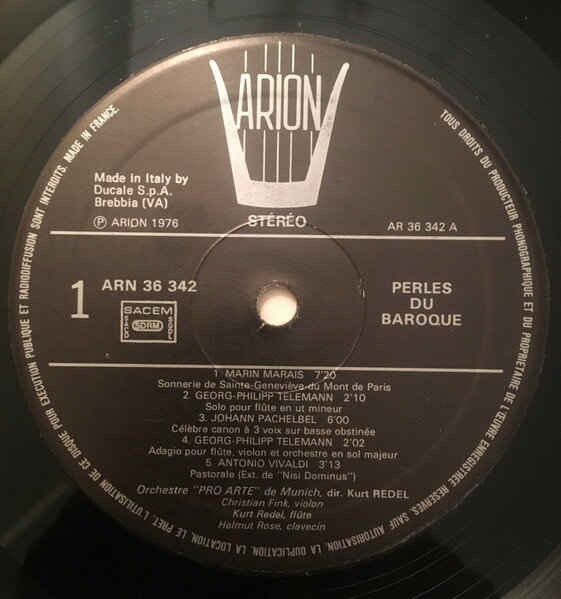 ARION
Made in Italy by
Ducale S.p.A.
Brebbia (VA)
Ⓟ ARION 1976
STÉRÉO
AR 36 342 A
1
ARN 36 342
SACEM
SACD
SDRM
SGDL
PERLES
DU
BAROQUE
1 MARIN MARAIS 7'20
Sonnerie de Sainte-Geneviève du Mont de Paris
2. GEORG-PHILIPP TELEMANN 2'10
Solo pour flûte en ut mineur
3. JOHANN PACHELBEL 6'00
Célèbre canon à 3 voix sur basse obstinée
4. GEORG-PHILIPP TELEMANN 2'02
Adagio pour flûte, violon et orchestre en sol majeur
5. ANTONIO VIVALDI 3'13
Pastorale (Ext. de "Nisi Dominus")
Orchestre "PRO ARTE" de Munich, dir. Kurt REDEL
Christian Fink, violon
Kurt Redel, flûte
Helmut Rose, clavecin
TOUS DROITS DU PRODUCTEUR PHONOGRAPHIQUE ET DU PROPRIETAIRE DE L'ŒUVRE ENREGISTREE RESERVES. SAUF AUTORISATION, LA DUPLICATION, LA LOCATION, LE PRET, L'UTILISATION DE CE DISQUE POUR EXECUTION PUBLIQUE ET RADIODIFFUSION SONT INTERDITS. MADE IN FRANCE.